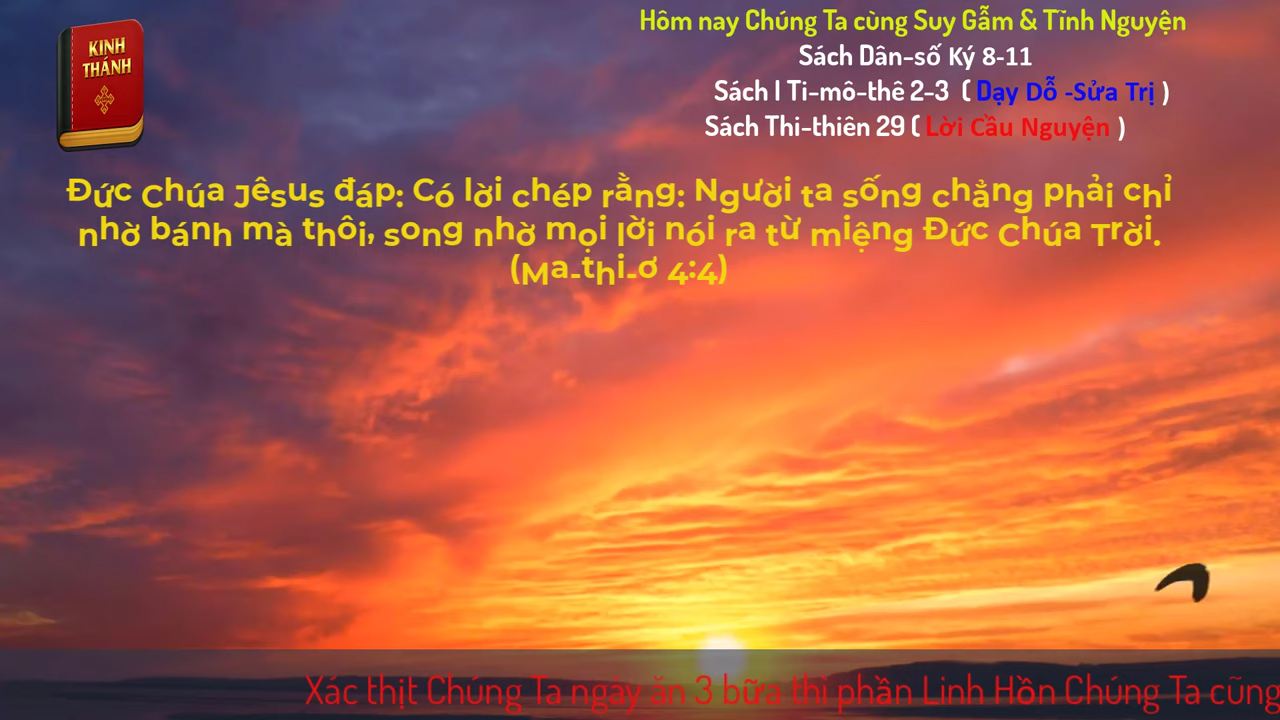 KINH
THÁNH
Hôm nay Chúng Ta cùng Suy Gẫm & Tĩnh Nguyện
Sách Dân-số Ký 8-11
Sách I Ti-mô-thê 2-3 ( Dạy Dỗ -Sửa Trị )
Sách Thi-thiên 29 ( Lời Cầu Nguyện )
Đức Chúa Jêsus đáp: Có lời chép rằng: Người ta sống chẳng phải chỉ
nhờ bánh mà thôi, song nhờ mọi lời nói ra từ miệng Đức Chúa Trời.
(Ma-thi-ơ 4:4)
Xác thịt Chúng Ta ngày ăn 3 bữa thì phần Linh Hồn Chúng Ta cũng